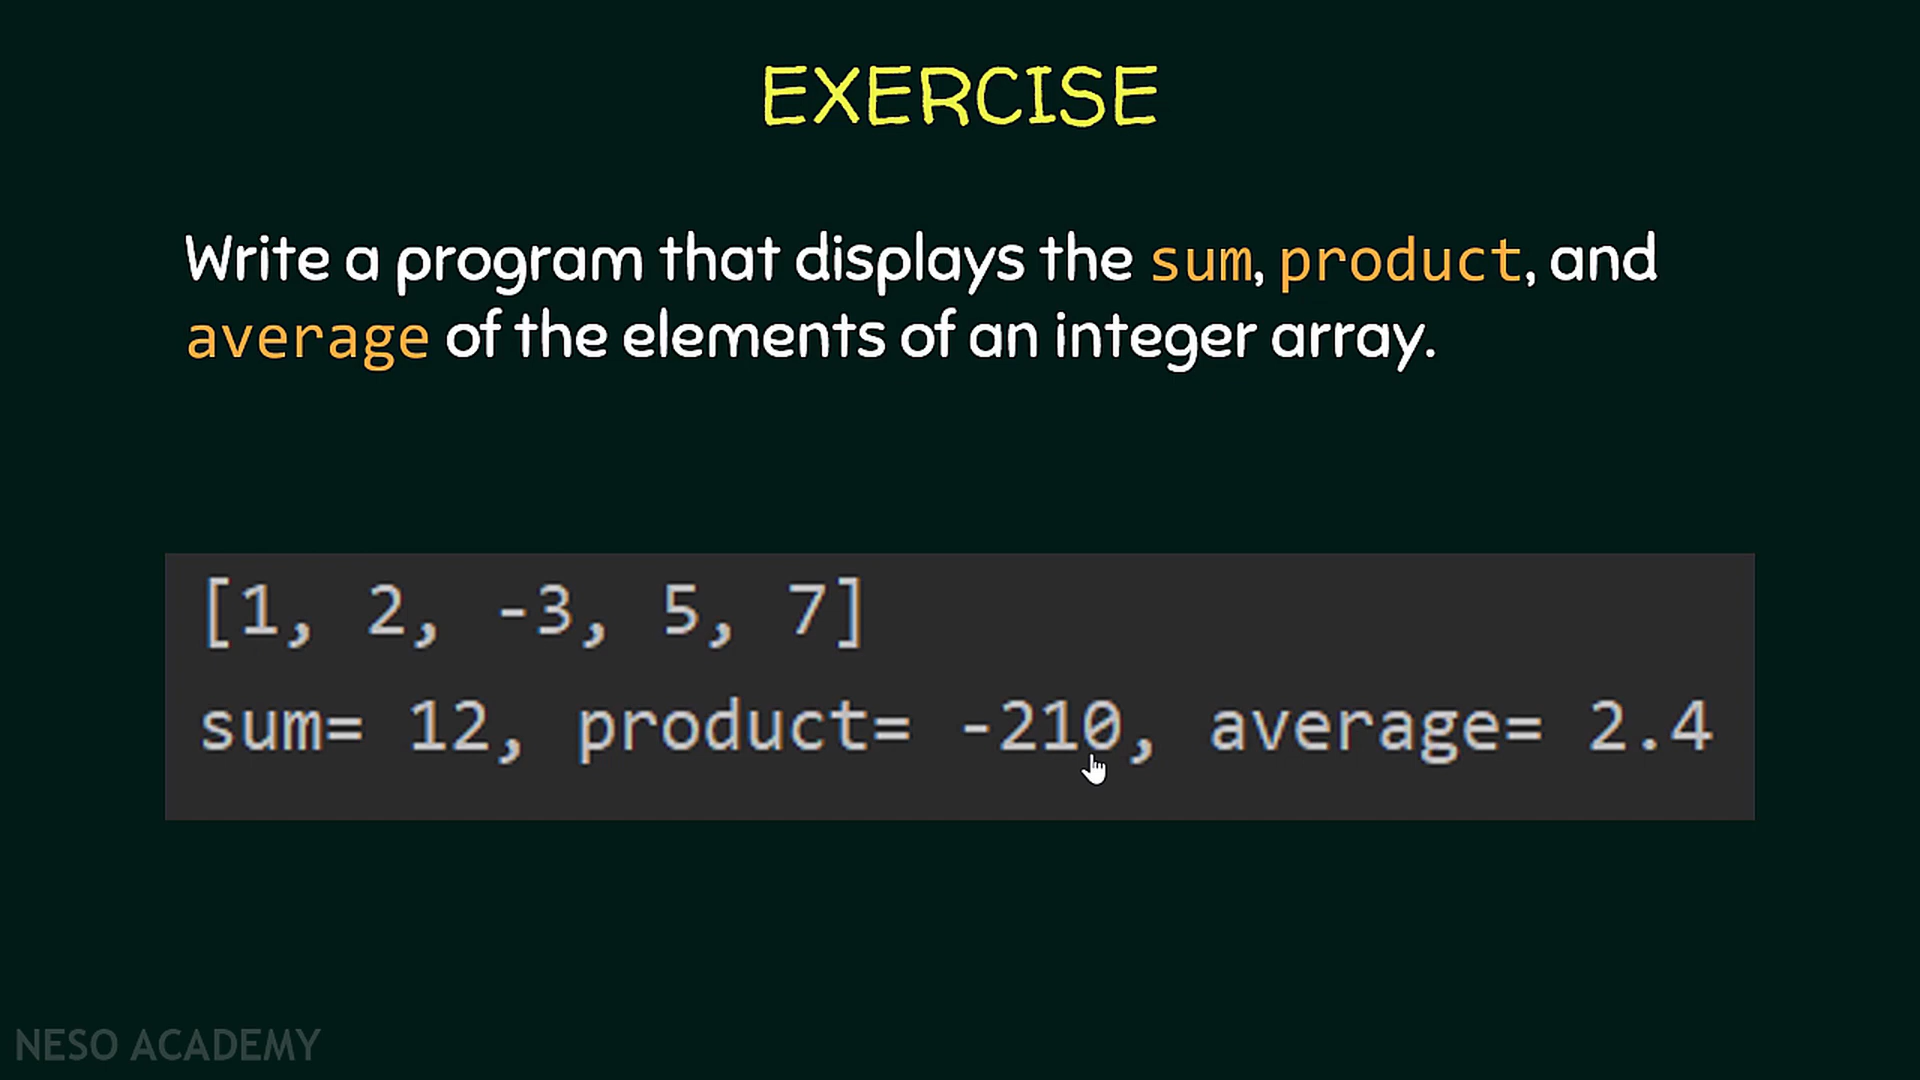 EXERCISE
Write a program that displays the sum, product, and
average of the elements of an integer array.
[1, 2, -3, 5, 7]
sum= 12, product= -210, average= 2.4
NESO ACADEMY